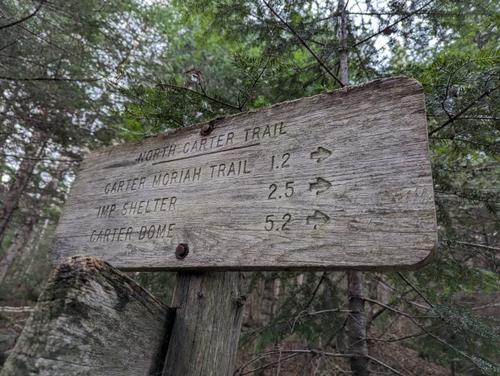 NORTH CARTER TRAIL
CARTER MORIAH TRAIL 1.2
IMP SHELTER 2.5
CARTER DOME 5.2